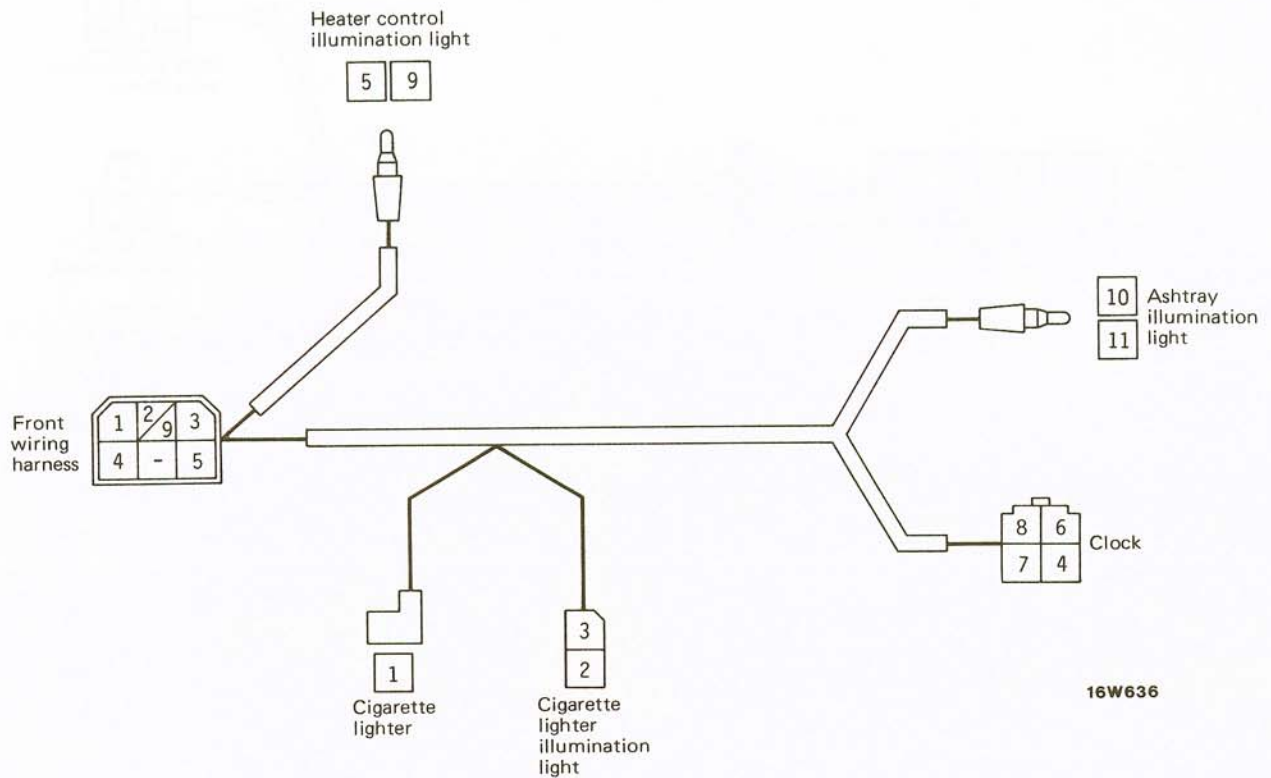 Heater control
illumination light
5 9
10 Ashtray
illumination
11 light
Front
wiring
harness
1 2/9 3
4 - 5
8 6
7 4
Clock
1
Cigarette
lighter
3
2
Cigarette
lighter
illumination
light
16W636